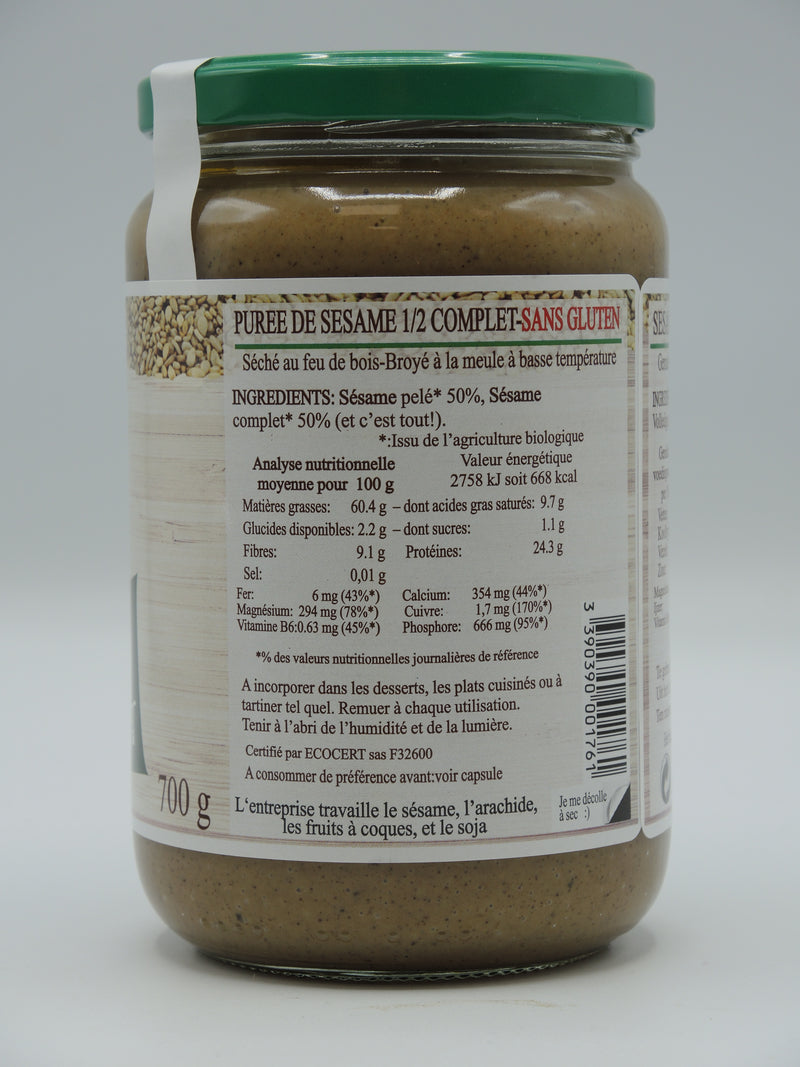 PUREE DE SESAME 1/2 COMPLET-SANS GLUTEN
Séché au feu de bois-Broyé à la meule à basse température
INGREDIENTS: Sésame pelé* 50%, Sésame
complet* 50% (et c'est tout!).
*:Issu de l'agriculture biologique
Analyse nutritionnelle
moyenne pour 100 g
Valeur énergétique
2758 kJ soit 668 kcal
Matières grasses: 60.4 g – dont acides gras saturés: 9.7 g
Glucides disponibles: 2.2 g – dont sucres: 1.1 g
Fibres: 9.1 g Protéines: 24.3 g
Sel: 0,01 g
Fer: 6 mg (43%*) Calcium: 354 mg (44%*)
Magnésium: 294 mg (78%*) Cuivre: 1,7 mg (170%*)
Vitamine B6:0.63 mg (45%*) Phosphore: 666 mg (95%*)
*% des valeurs nutritionnelles journalières de référence
A incorporer dans les desserts, les plats cuisinés ou à
tartiner tel quel. Remuer à chaque utilisation.
Tenir à l'abri de l'humidité et de la lumière.
Certifié par ECOCERT sas F32600
A consommer de préférence avant:voir capsule
L'entreprise travaille le sésame, l'arachide,
les fruits à coques, et le soja
3 390390 001761
Je me décolle
à sec :)
700 g